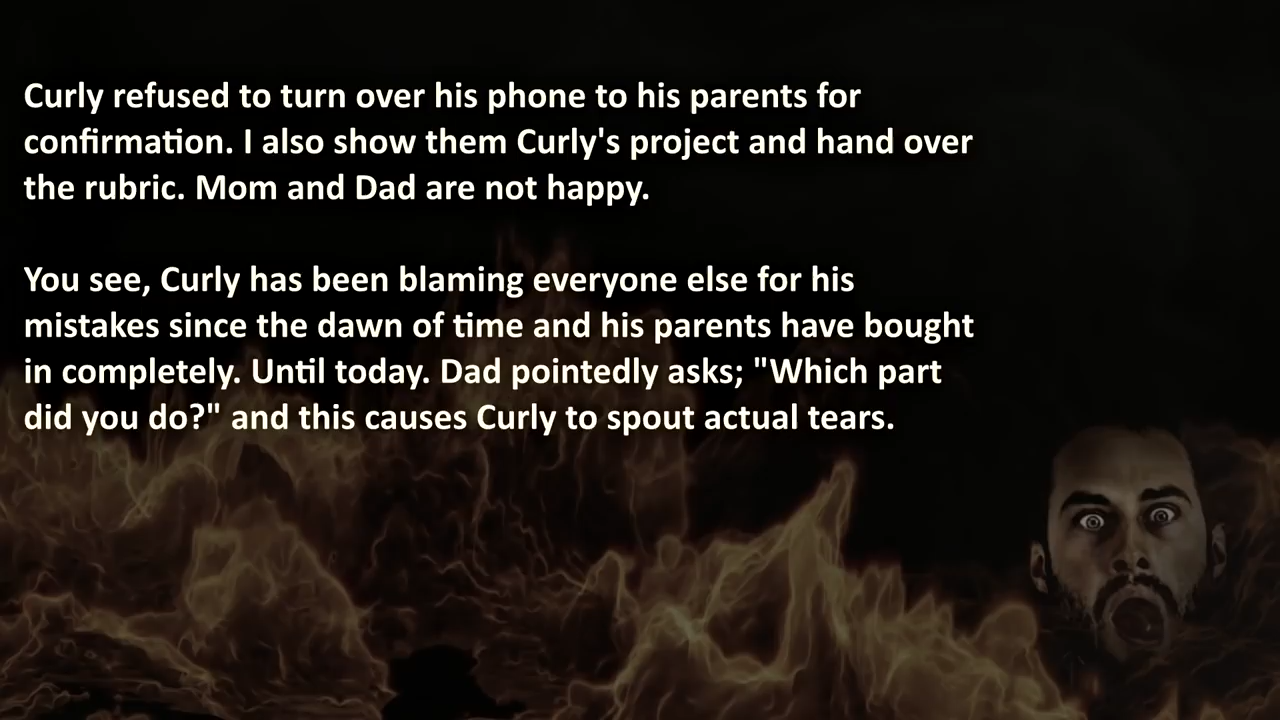 Curly refused to turn over his phone to his parents for
confirmation. I also show them Curly's project and hand over
the rubric. Mom and Dad are not happy.
You see, Curly has been blaming everyone else for his
mistakes since the dawn of time and his parents have bought
in completely. Until today. Dad pointedly asks; "Which part
did you do?" and this causes Curly to spout actual tears.